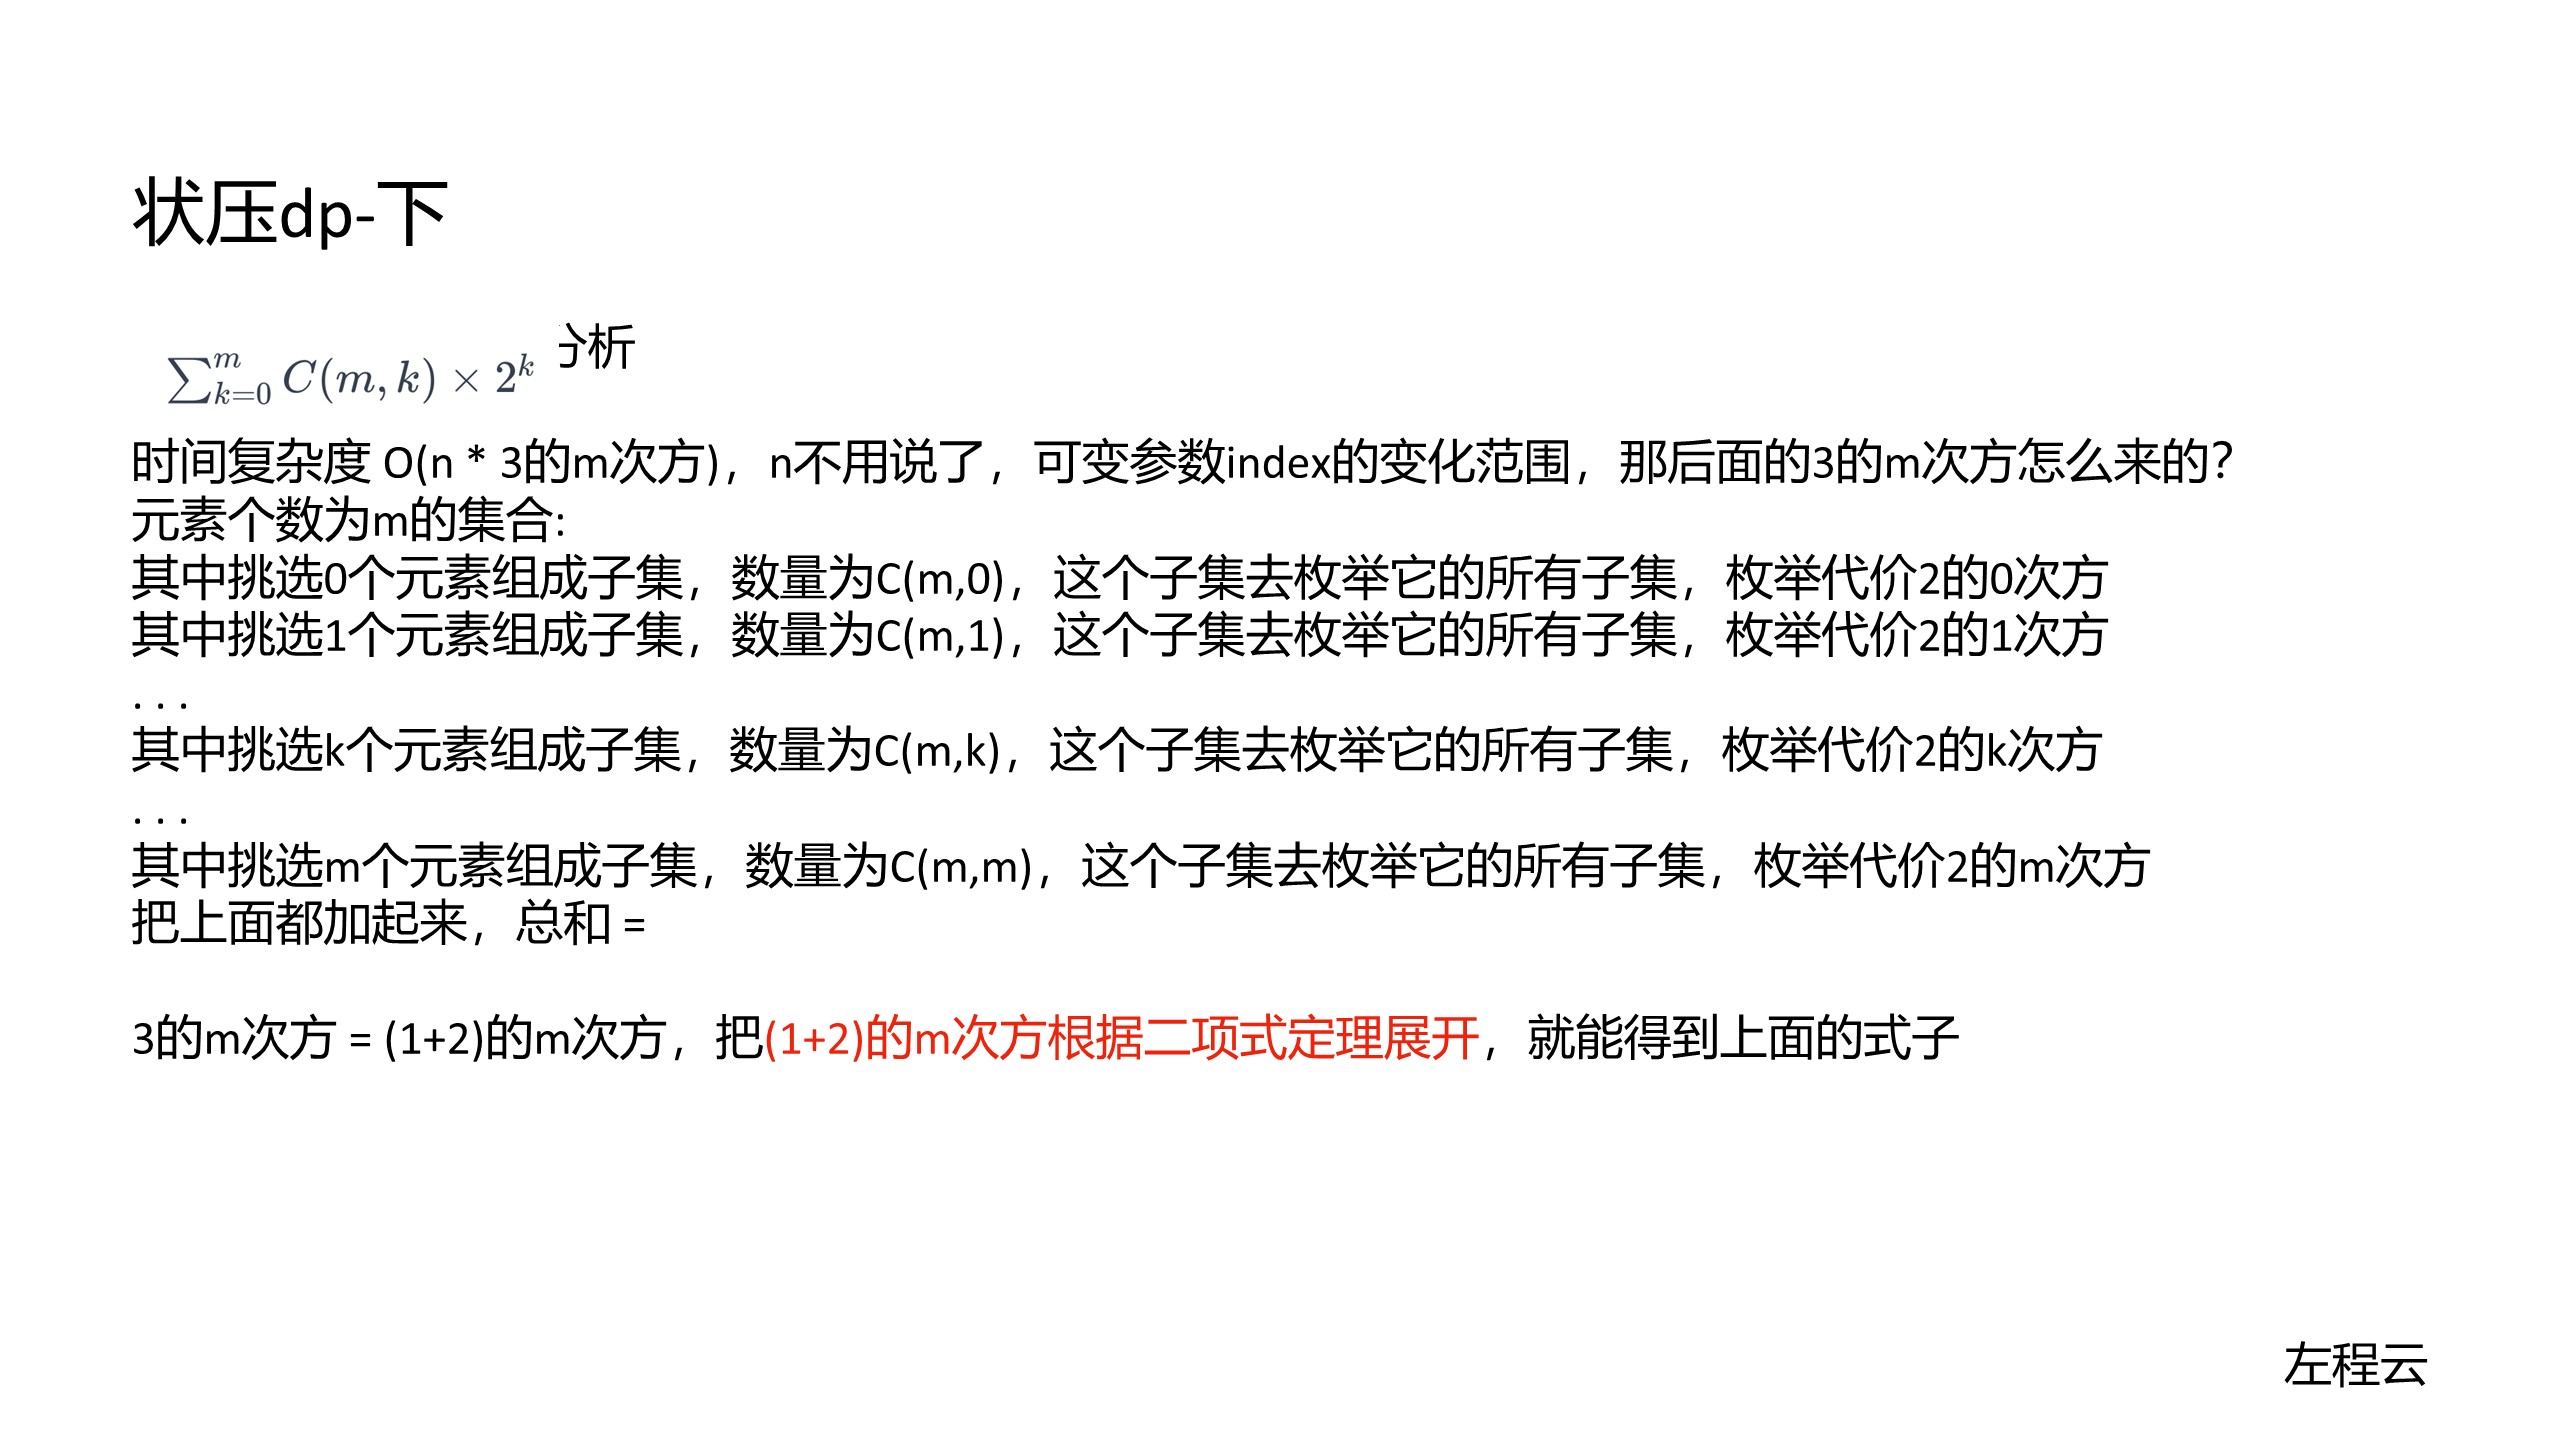 状压dp-下
分析
∑_{k=0}^{m} C(m, k) × 2^k
时间复杂度 O(n * 3的m次方)，n不用说了，可变参数index的变化范围，那后面的3的m次方怎么来的？
元素个数为m的集合:
其中挑选0个元素组成子集，数量为C(m,0)，这个子集去枚举它的所有子集，枚举代价2的0次方
其中挑选1个元素组成子集，数量为C(m,1)，这个子集去枚举它的所有子集，枚举代价2的1次方
...
其中挑选k个元素组成子集，数量为C(m,k)，这个子集去枚举它的所有子集，枚举代价2的k次方
...
其中挑选m个元素组成子集，数量为C(m,m)，这个子集去枚举它的所有子集，枚举代价2的m次方
把上面都加起来，总和 =
3的m次方 = (1+2)的m次方，把(1+2)的m次方根据二项式定理展开，就能得到上面的式子
左程云